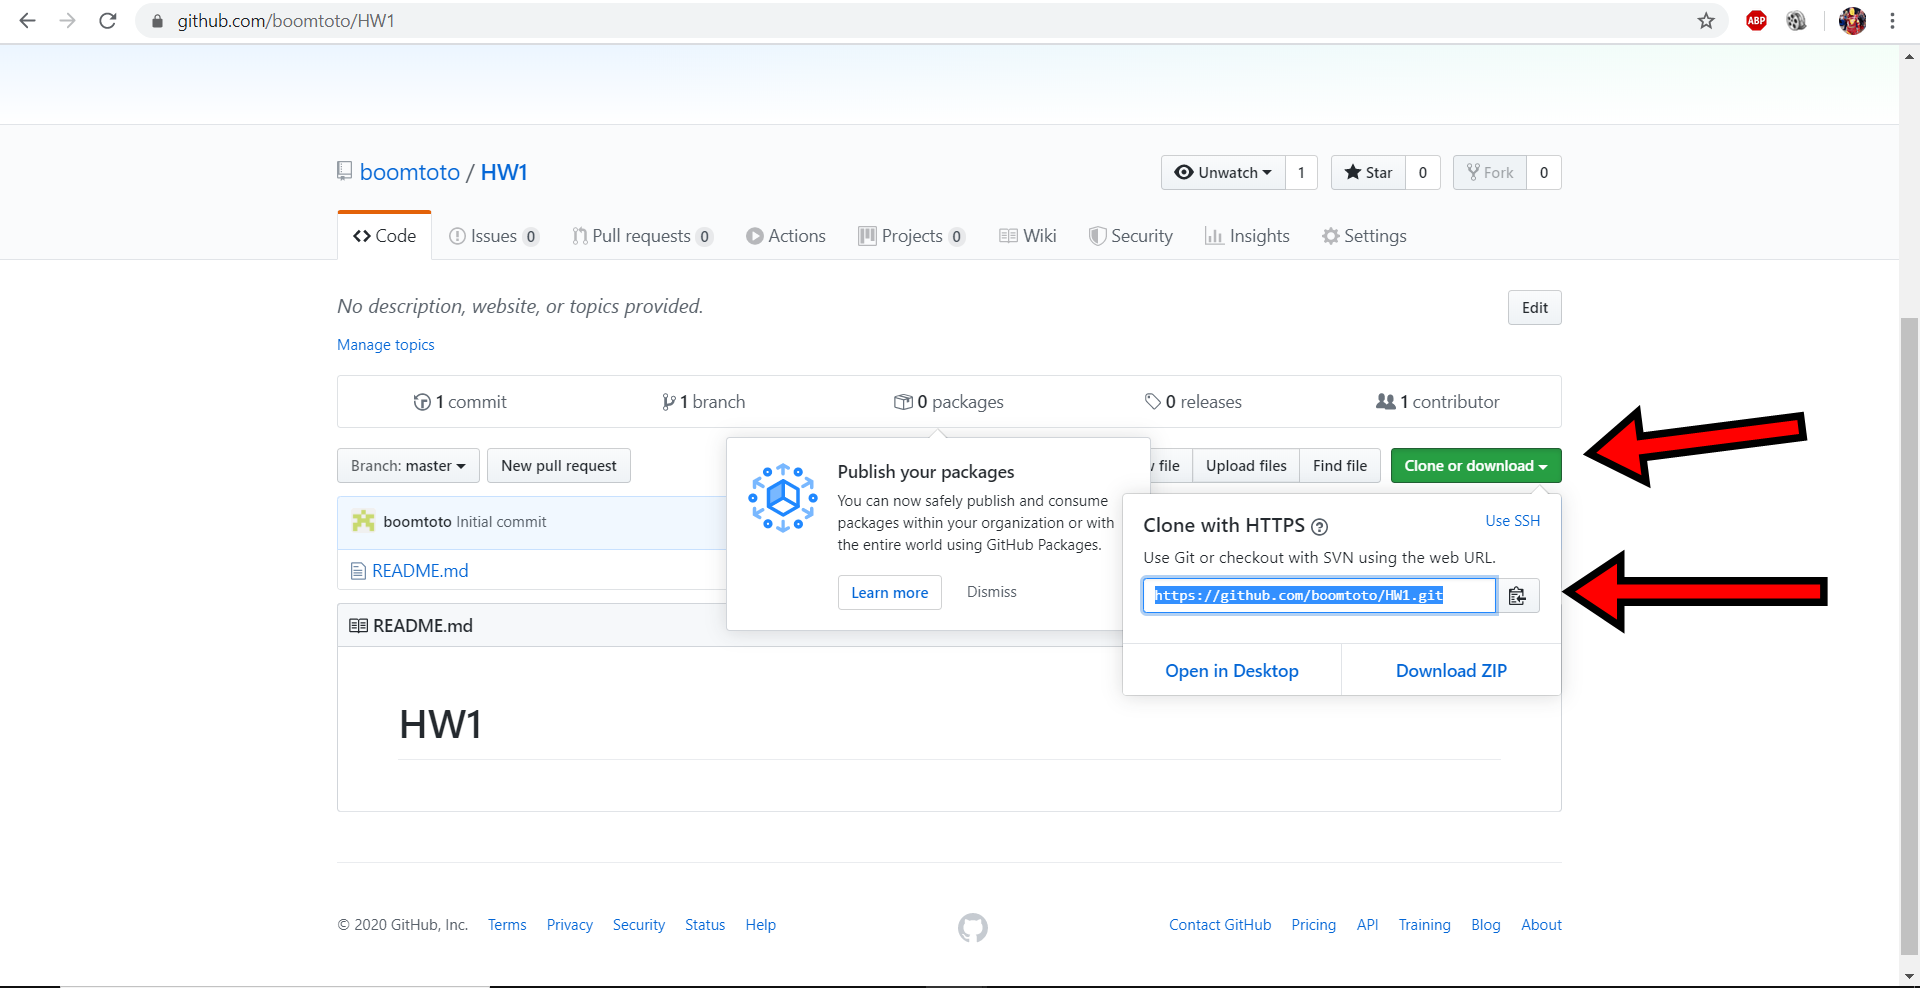 github.com/boomtoto/HW1
ABP
boomtoto / HW1
Unwatch 1
Star 0
Fork 0
Code
Issues 0
Pull requests 0
Actions
Projects 0
Wiki
Security
Insights
Settings
No description, website, or topics provided.
Edit
Manage topics
1 commit
1 branch
0 packages
0 releases
1 contributor
Branch: master
New pull request
file
Upload files
Find file
Clone or download
boomtoto Initial commit
README.md
Publish your packages
You can now safely publish and consume
packages within your organization or with
the entire world using GitHub Packages.
Learn more
Dismiss
Clone with HTTPS
Use SSH
Use Git or checkout with SVN using the web URL.
https://github.com/boomtoto/HW1.git
Open in Desktop
Download ZIP
README.md
HW1
© 2020 GitHub, Inc.
Terms
Privacy
Security
Status
Help
Contact GitHub
Pricing
API
Training
Blog
About